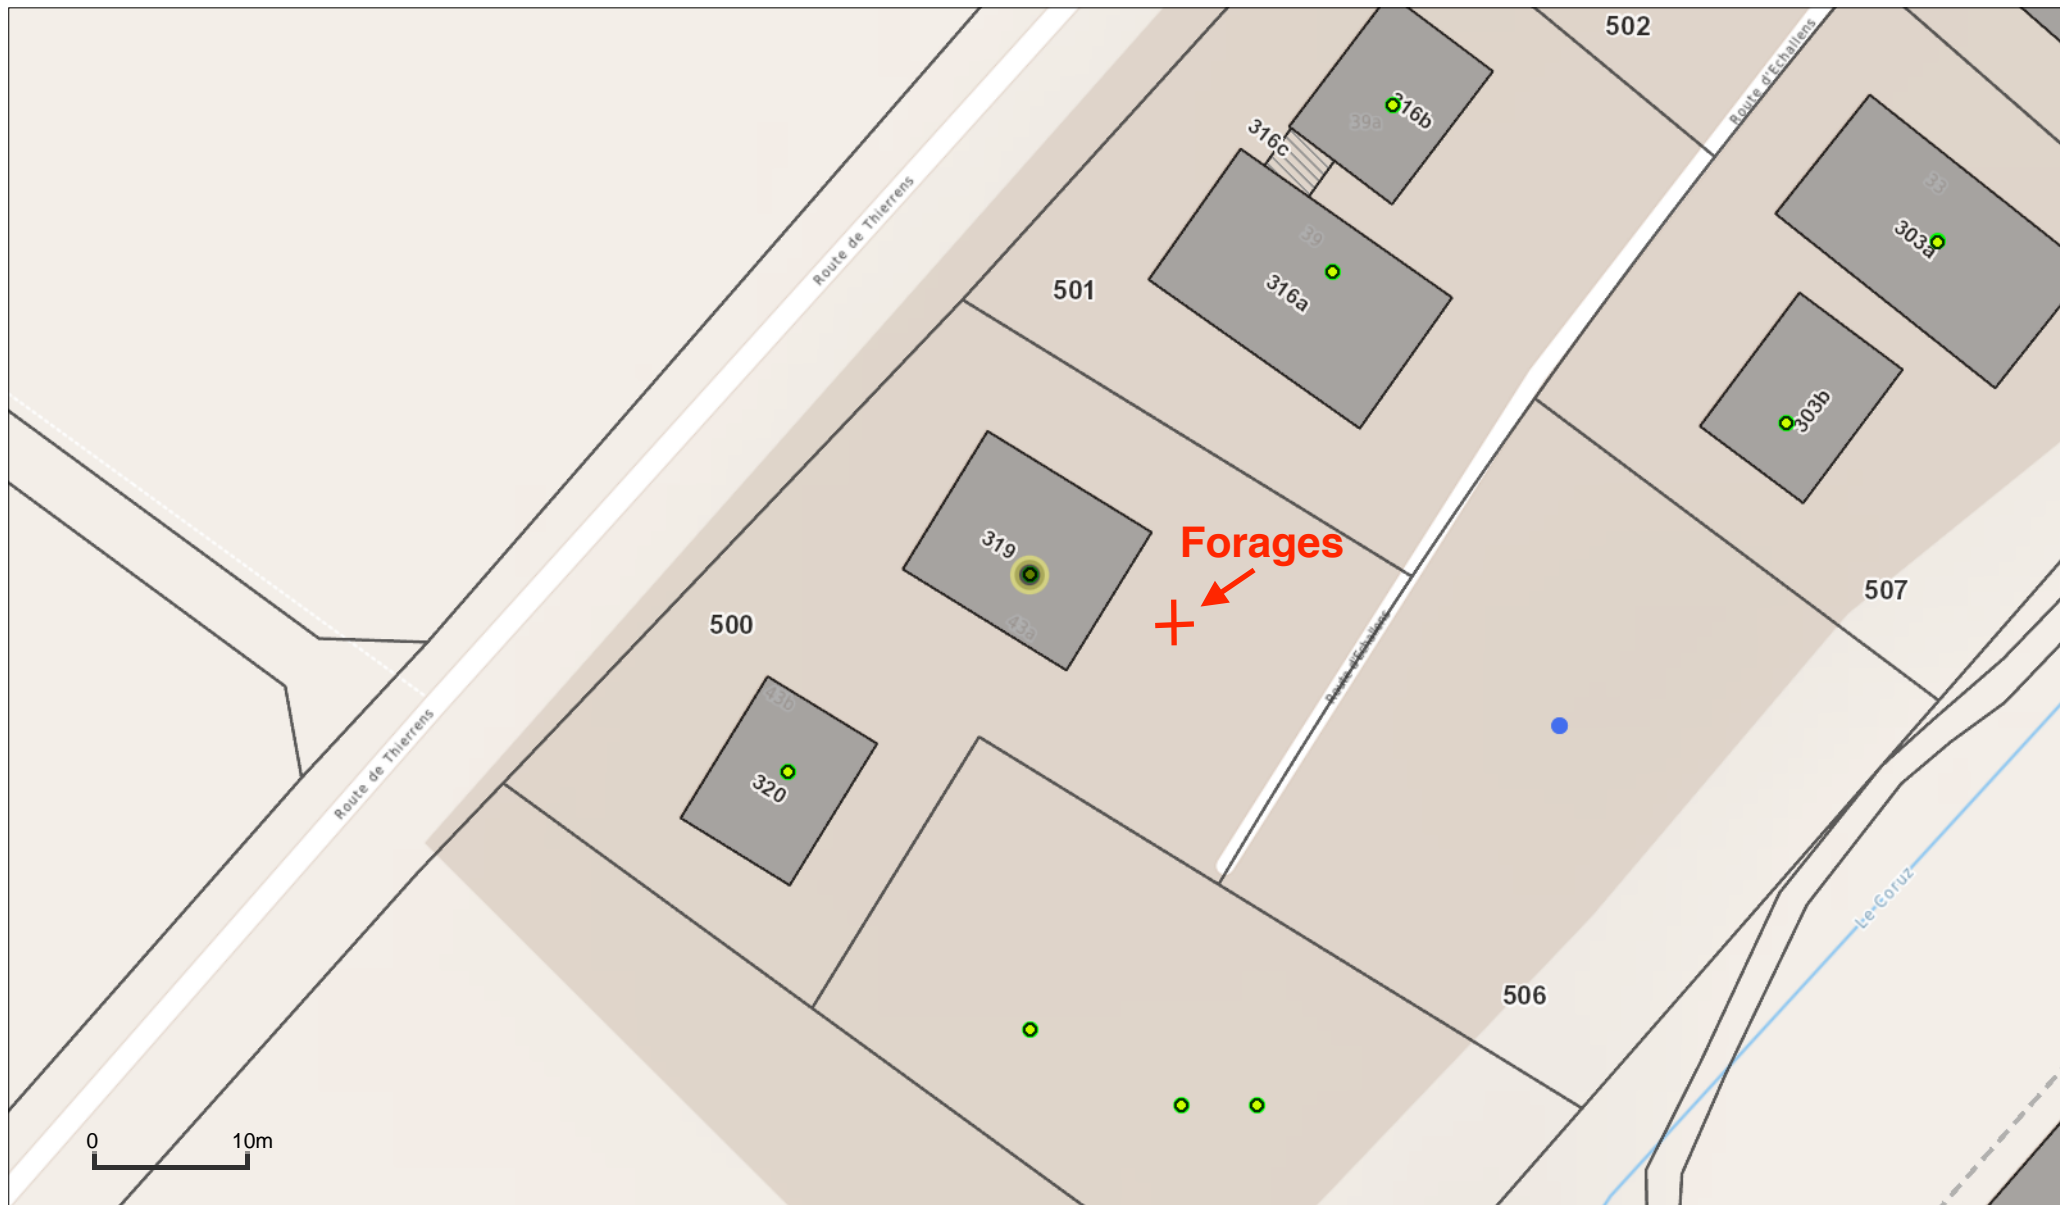 502
Route d'Echallens
316b
39a
316c
33
303a
Route de Thierrens
39
501
316a
303b
319
Forages
507
500
43a
Route d'Echallens
43b
320
Route de Thierrens
Le Coruz
506
0 10m